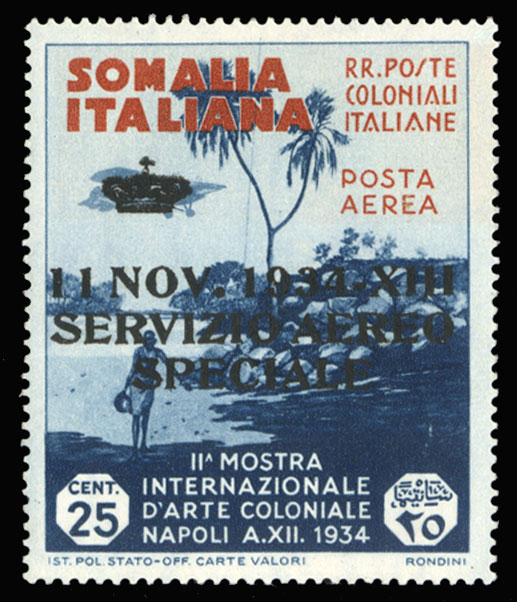 SOMALIA
ITALIANA
RR. POSTE
COLONIALI
ITALIANE
POSTA
AEREA
11 NOV. 1934-XIII
SERVIZIO AEREO
SPECIALE
IIᴬ MOSTRA
INTERNAZIONALE
D'ARTE COLONIALE
NAPOLI A.XII. 1934
CENT.
25
٢٥
IST. POL. STATO-OFF. CARTE VALORI
RONDINI